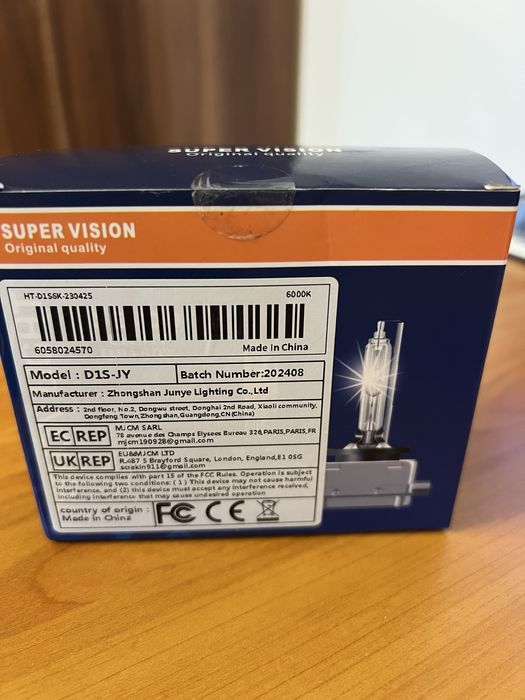 SUPER VISION
Original quality
SUPER VISION
Original quality
HT-D1S6K-230425 6000K
6058024570 Made In China
Model : D1S-JY Batch Number:202408
Manufacturer : Zhongshan Junye Lighting Co.,Ltd
Address : 2nd floor, No.2, Dongwu street, Donghai 2nd Road, Xiaoli community,
Dongfeng Town,Zhongshan,Guangdong,CN(China)
EC REP MJCM SARL
78 avenue des Champs Elysees Bureau 326,PARIS,PARIS,FR
mjcm190928@gmail.com
UK REP EU&MJCM LTD
R,487 5 Brayford Square, London, England,E1 0SG
scrakin911@gmail.com
This device complies with part 15 of the FCC Rules. Operation is subject
to the following two conditions: ( 1 ) This device may not cause harmful
interference, and (2) this device must accept any interference received,
including interference that may cause undesired operation
country of origin :
Made in China
FC CE